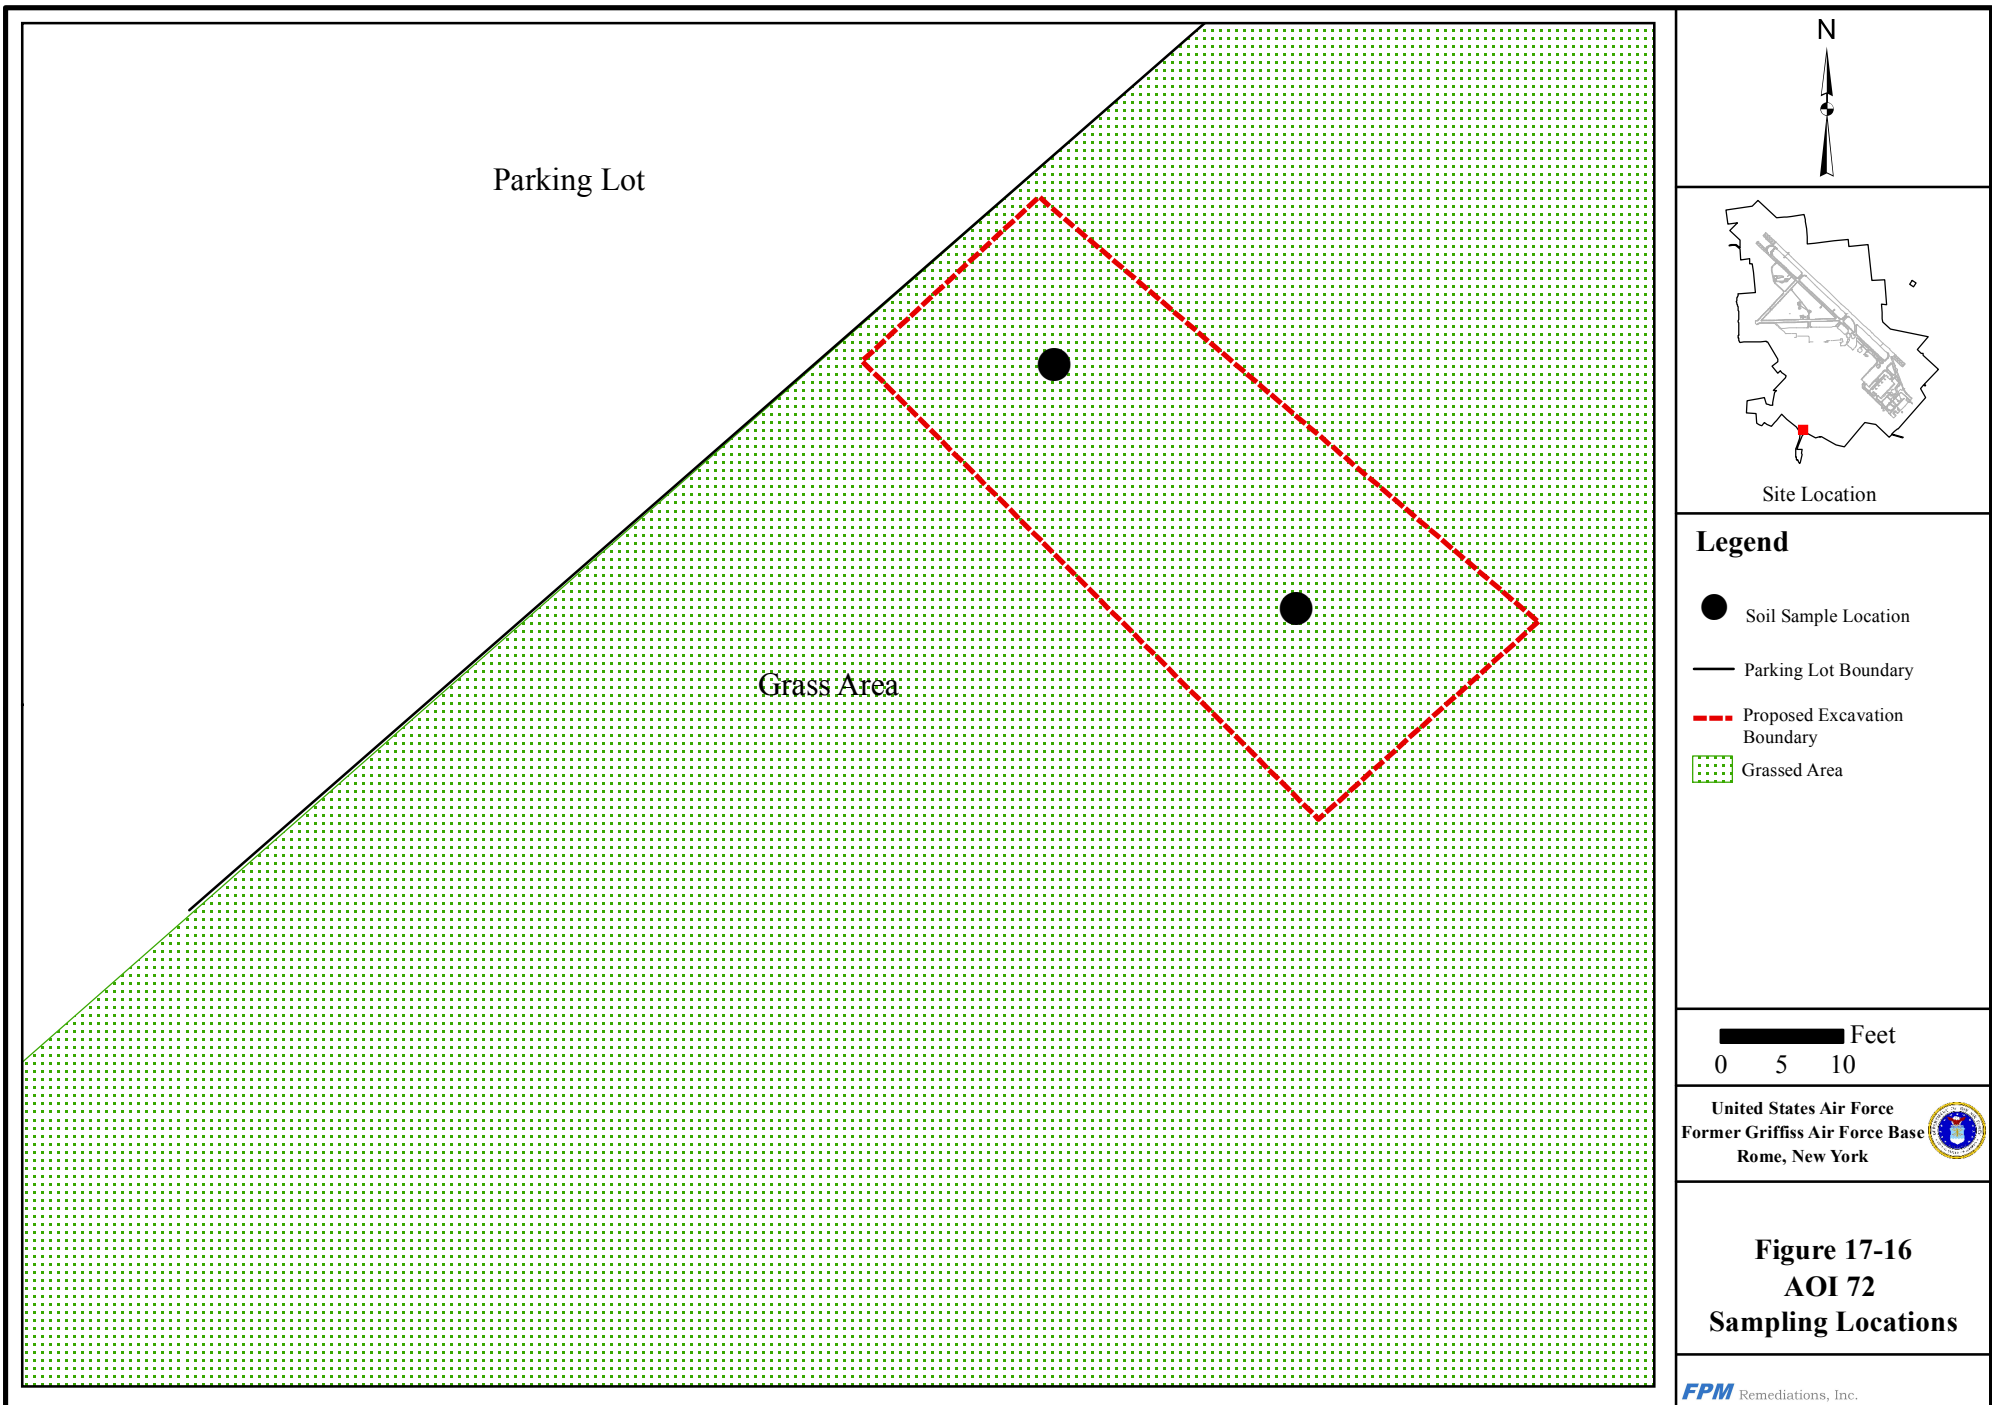 Parking Lot
Grass Area
N
Site Location
Legend
Soil Sample Location
Parking Lot Boundary
Proposed Excavation
Boundary
Grassed Area
Feet
0 5 10
United States Air Force
Former Griffiss Air Force Base
Rome, New York
Figure 17-16
AOI 72
Sampling Locations
FPM Remediations, Inc.